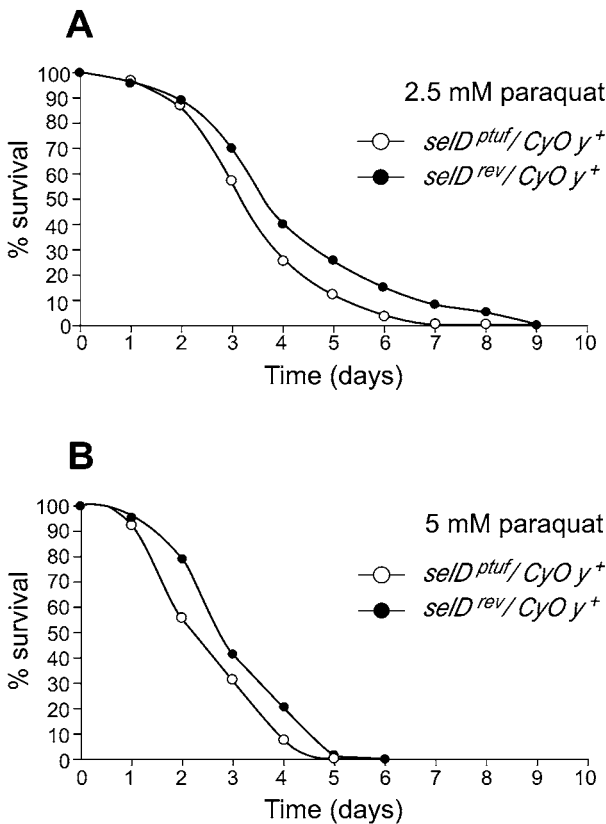 A
100
90
80
70
60
50
40
30
20
10
0
% survival
2.5 mM paraquat
selD ptuf/ CyO y +
selD rev/ CyO y +
0 1 2 3 4 5 6 7 8 9 10
Time (days)
B
100
90
80
70
60
50
40
30
20
10
0
% survival
5 mM paraquat
selD ptuf/ CyO y +
selD rev/ CyO y +
0 1 2 3 4 5 6 7 8 9 10
Time (days)